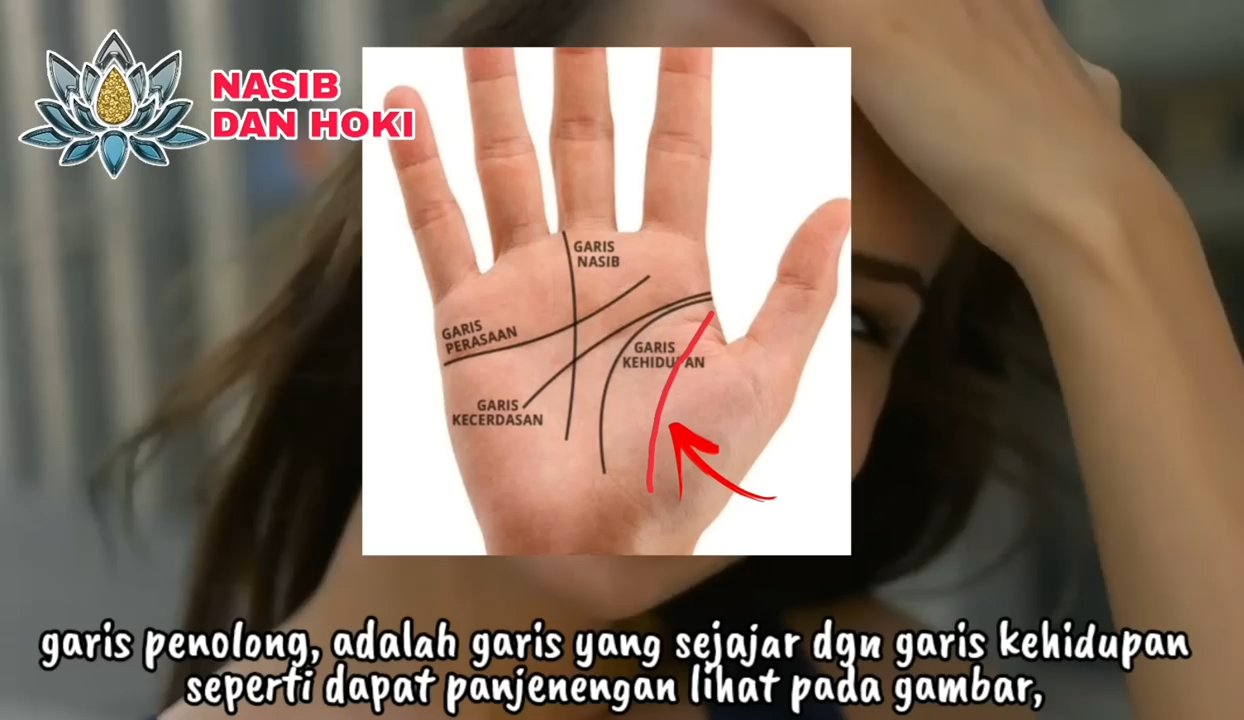 NASIB
DAN HOKI
GARIS
NASIB
GARIS
PERASAAN
GARIS
KEHIDUPAN
GARIS
KECERDASAN
garis penolong, adalah garis yang sejajar dgn garis kehidupan
seperti dapat panjenengan lihat pada gambar,